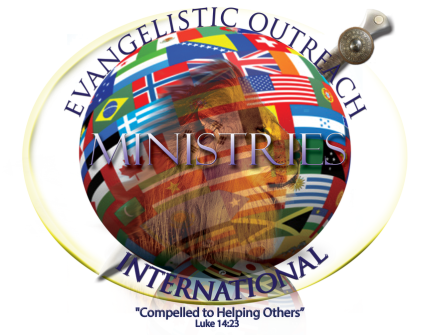 EVANGELISTIC OUTREACH
MINISTRIES
INTERNATIONAL
"Compelled to Helping Others"
Luke 14:23